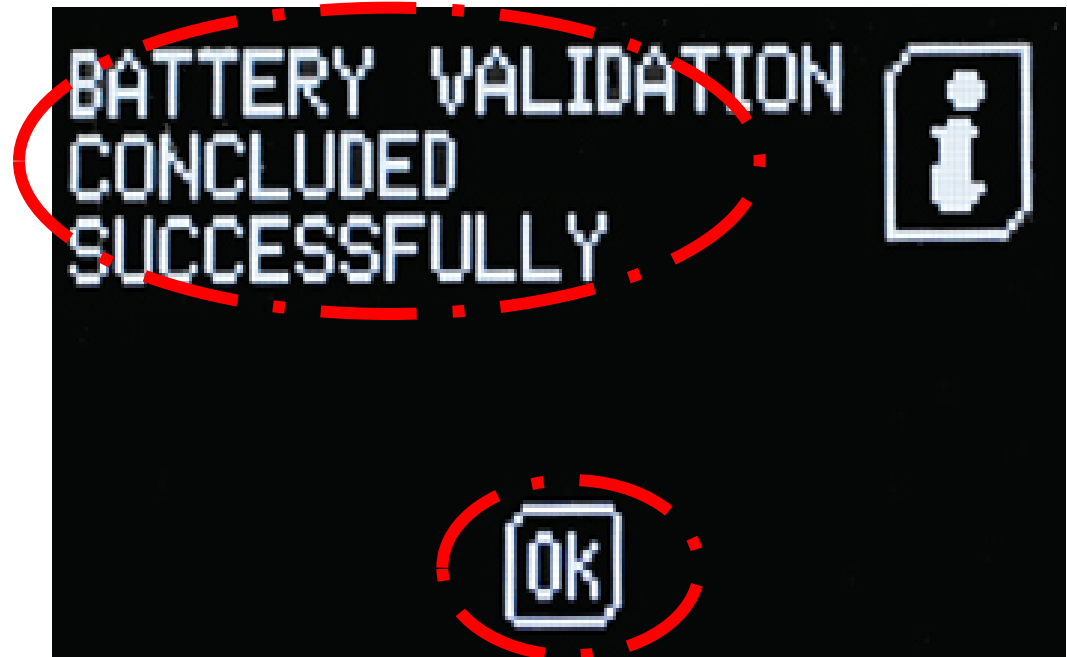 BATTERY VALIDATION
CONCLUDED
SUCCESSFULLY
i
OK